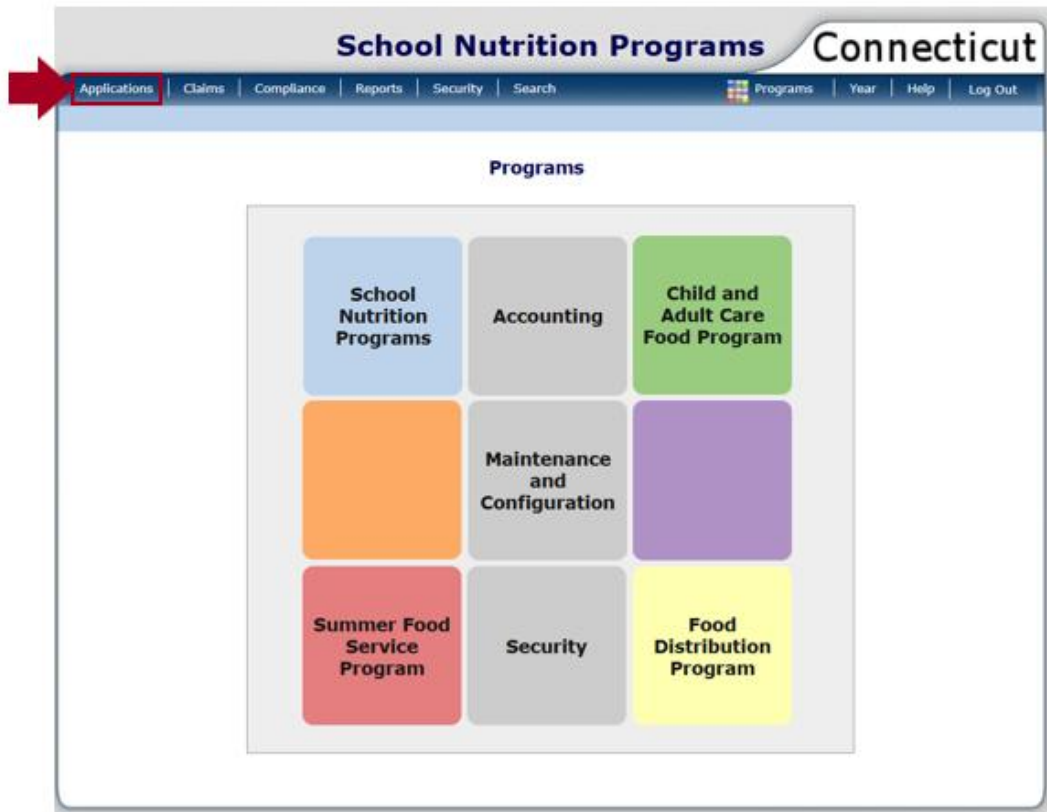 School Nutrition Programs Connecticut
Applications | Claims | Compliance | Reports | Security | Search Programs | Year | Help | Log Out
Programs
School
Nutrition
Programs
Accounting
Child and
Adult Care
Food Program
Maintenance
and
Configuration
Summer Food
Service
Program
Security
Food
Distribution
Program